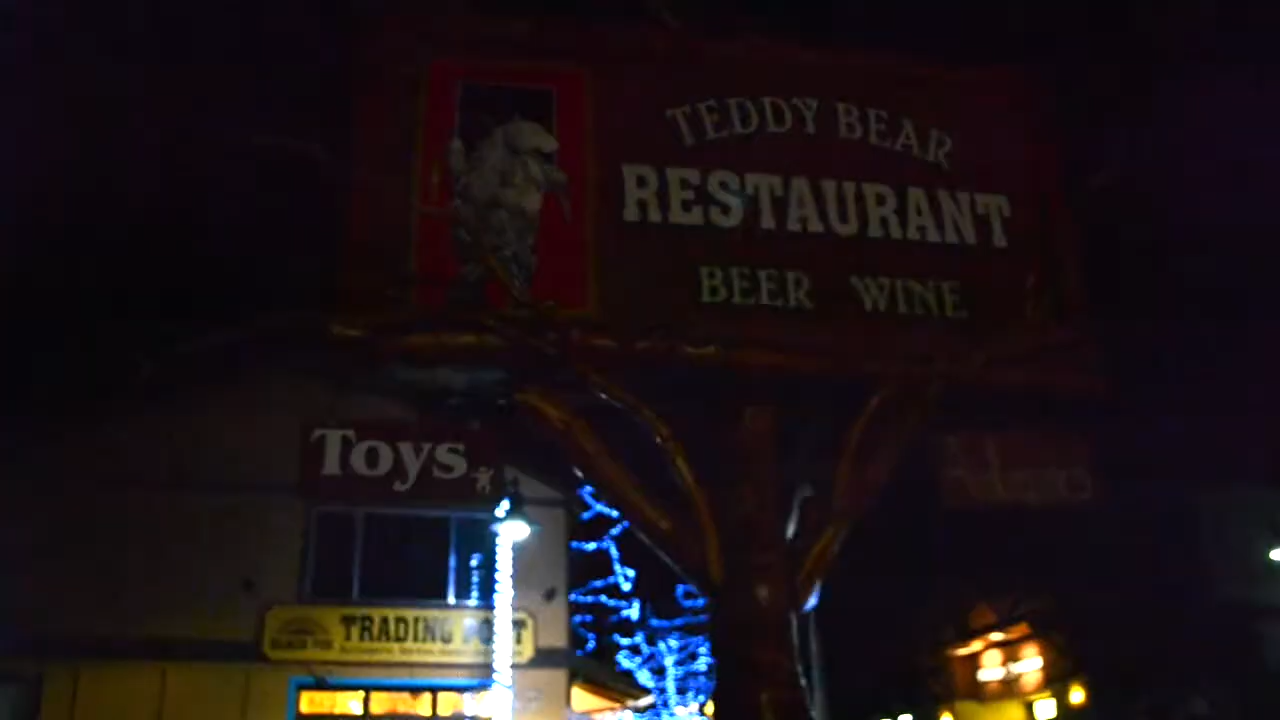 TEDDY BEAR
RESTAURANT
BEER WINE
Toys
TRADING POST